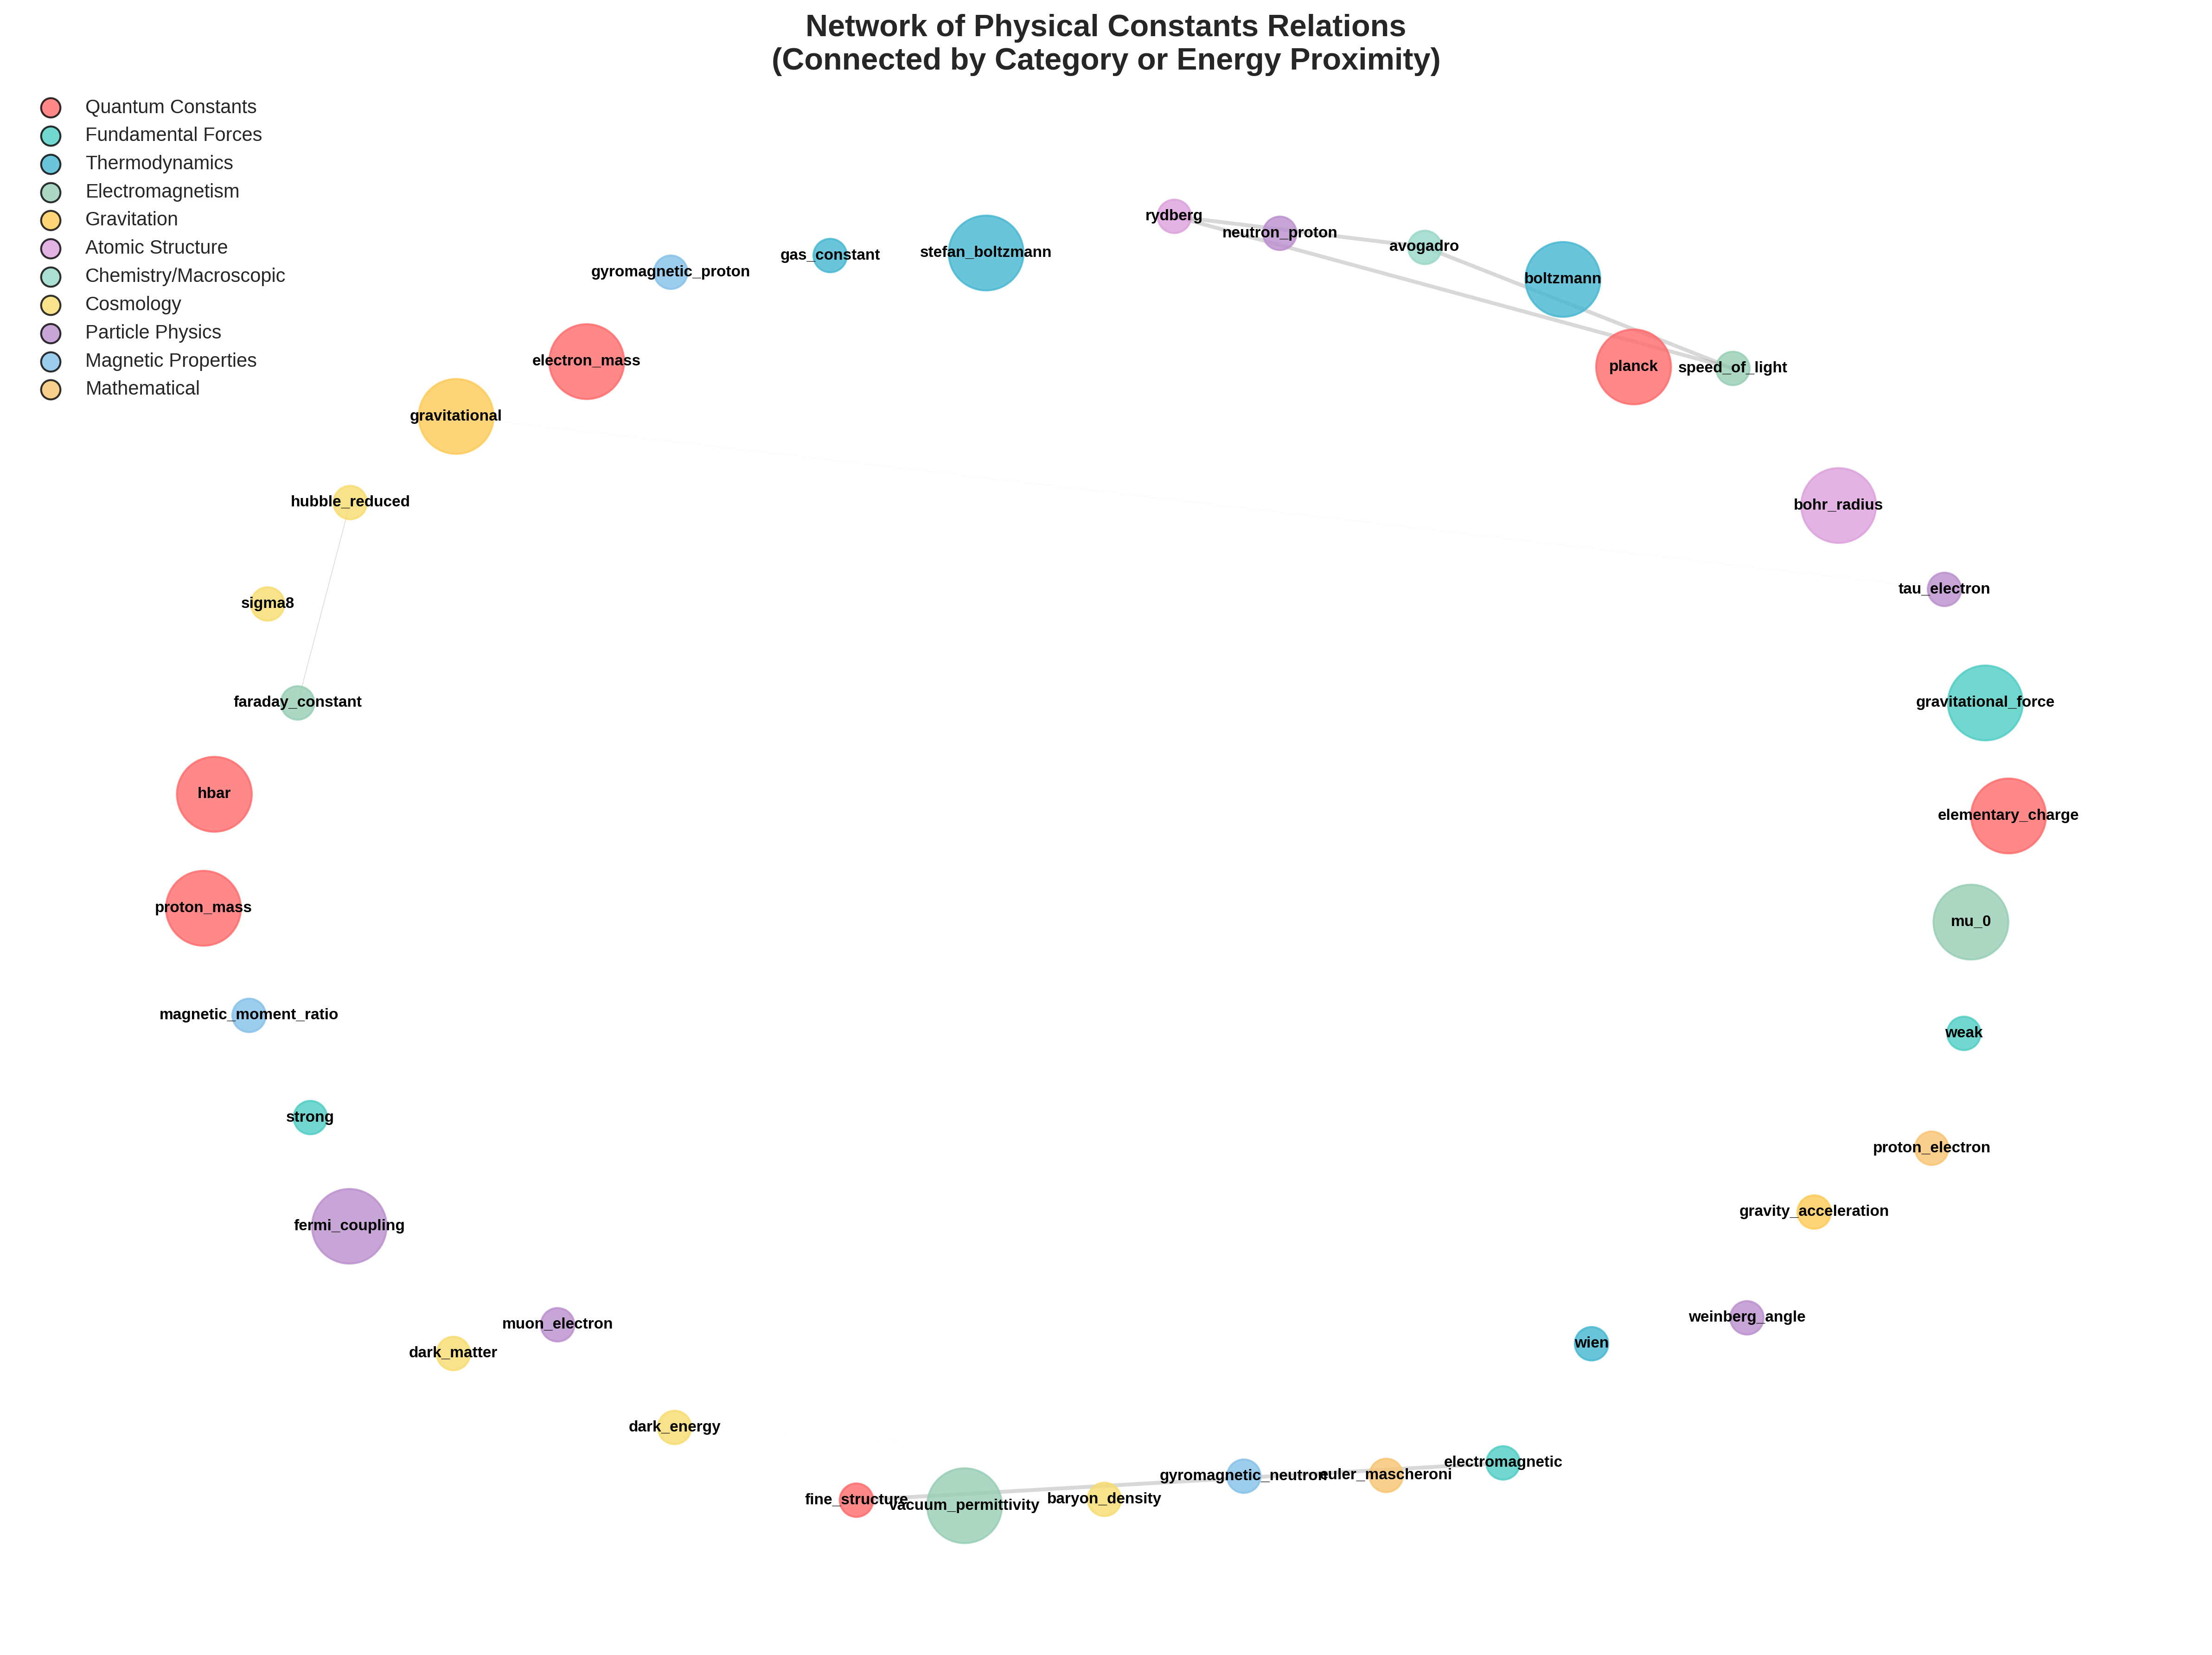 Network of Physical Constants Relations
(Connected by Category or Energy Proximity)
Quantum Constants
Fundamental Forces
Thermodynamics
Electromagnetism
Gravitation
Atomic Structure
Chemistry/Macroscopic
Cosmology
Particle Physics
Magnetic Properties
Mathematical
rydberg
neutron_proton
avogadro
stefan_boltzmann
gas_constant
gyromagnetic_proton
boltzmann
electron_mass
planck
speed_of_light
gravitational
hubble_reduced
bohr_radius
tau_electron
sigma8
faraday_constant
gravitational_force
hbar
elementary_charge
proton_mass
mu_0
magnetic_moment_ratio
weak
strong
proton_electron
gravity_acceleration
fermi_coupling
weinberg_angle
muon_electron
wien
dark_matter
dark_energy
electromagnetic
gyromagnetic_neutron
euler_mascheroni
fine_structure
vacuum_permittivity
baryon_density